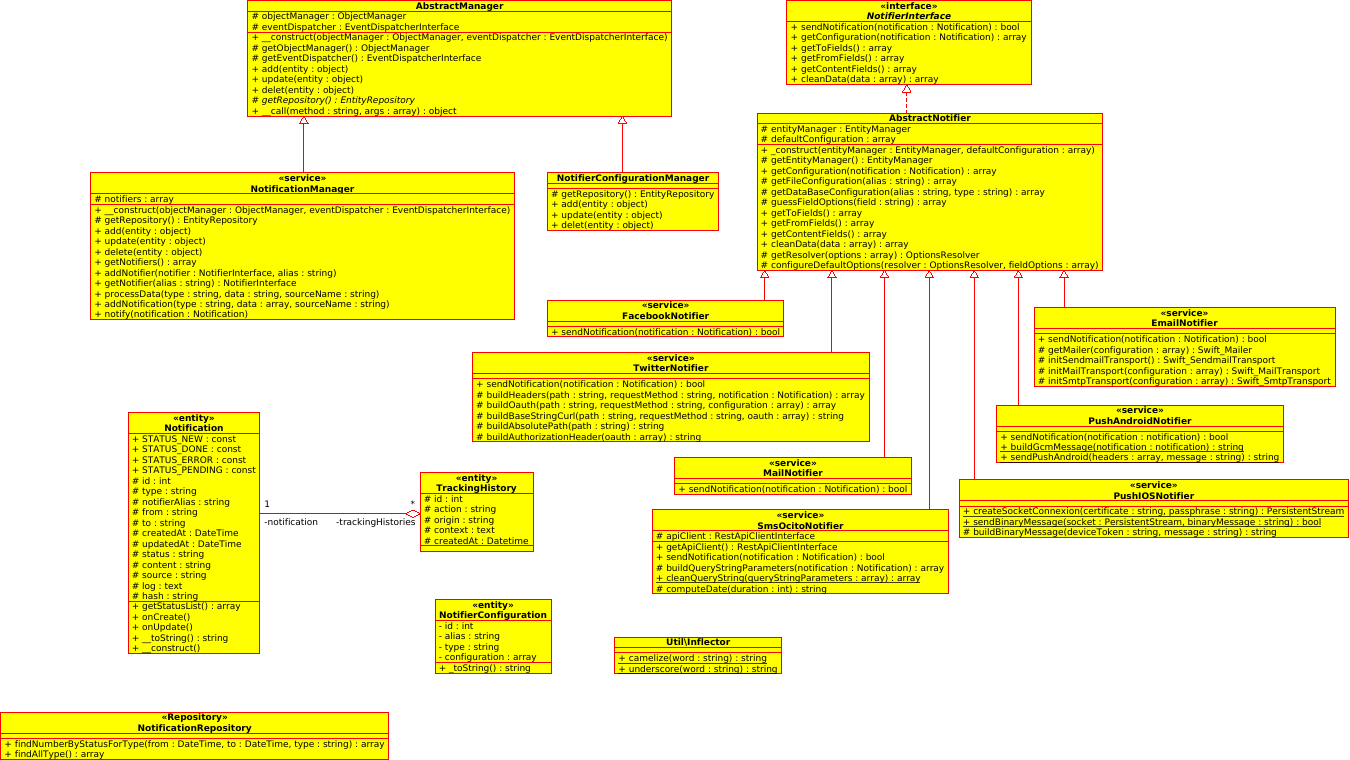 AbstractManager
# objectManager : ObjectManager
# eventDispatcher : EventDispatcherInterface
+ __construct(objectManager : ObjectManager, eventDispatcher : EventDispatcherInterface)
# getObjectManager() : ObjectManager
# getEventDispatcher() : EventDispatcherInterface
+ add(entity : object)
+ update(entity : object)
+ delet(entity : object)
# getRepository() : EntityRepository
+ __call(method : string, args : array) : object
«interface»
NotifierInterface
+ sendNotification(notification : Notification) : bool
+ getConfiguration(notification : Notification) : array
+ getToFields() : array
+ getFromFields() : array
+ getContentFields() : array
+ cleanData(data : array) : array
AbstractNotifier
# entityManager : EntityManager
# defaultConfiguration : array
+ _construct(entityManager : EntityManager, defaultConfiguration : array)
# getEntityManager() : EntityManager
+ getConfiguration(notification : Notification) : array
# getFileConfiguration(alias : string) : array
# getDataBaseConfiguration(alias : string, type : string) : array
# guessFieldOptions(field : string) : array
+ getToFields() : array
+ getFromFields() : array
+ getContentFields() : array
+ cleanData(data : array) : array
# getResolver(options : array) : OptionsResolver
# configureDefaultOptions(resolver : OptionsResolver, fieldOptions : array)
«service»
NotificationManager
# notifiers : array
+ __construct(objectManager : ObjectManager, eventDispatcher : EventDispatcherInterface)
# getRepository() : EntityRepository
+ add(entity : object)
+ update(entity : object)
+ delete(entity : object)
+ getNotifiers() : array
+ addNotifier(notifier : NotifierInterface, alias : string)
+ getNotifier(alias : string) : NotifierInterface
+ processData(type : string, data : string, sourceName : string)
+ addNotification(type : string, data : array, sourceName : string)
+ notify(notification : Notification)
NotifierConfigurationManager
# getRepository() : EntityRepository
+ add(entity : object)
+ update(entity : object)
+ delet(entity : object)
«service»
FacebookNotifier
+ sendNotification(notification : Notification) : bool
«service»
EmailNotifier
+ sendNotification(notification : Notification) : bool
# getMailer(configuration : array) : Swift_Mailer
# initSendmailTransport() : Swift_SendmailTransport
# initMailTransport(configuration : array) : Swift_MailTransport
# initSmtpTransport(configuration : array) : Swift_SmtpTransport
«service»
TwitterNotifier
+ sendNotification(notification : Notification) : bool
# buildHeaders(path : string, requestMethod : string, notification : Notification) : array
# buildOauth(path : string, requestMethod : string, configuration : array) : array
# buildBaseStringCurl(path : string, requestMethod : string, oauth : array) : string
# buildAbsolutePath(path : string) : string
# buildAuthorizationHeader(oauth : array) : string
«service»
PushAndroidNotifier
+ sendNotification(notification : notification) : bool
+ buildGcmMessage(notification : notification) : string
+ sendPushAndroid(headers : array, message : string) : string
«entity»
Notification
+ STATUS_NEW : const
+ STATUS_DONE : const
+ STATUS_ERROR : const
+ STATUS_PENDING : const
# id : int
# type : string
# notifierAlias : string
# from : string
# to : string
# createdAt : DateTime
# updatedAt : DateTime
# status : string
# content : string
# source : string
# log : text
# hash : string
+ getStatusList() : array
+ onCreate()
+ onUpdate()
+ __toString() : string
+ __construct()
1
-notification
*
-trackingHistories
«entity»
TrackingHistory
# id : int
# action : string
# origin : string
# context : text
# createdAt : Datetime
«service»
MailNotifier
+ sendNotification(notification : Notification) : bool
«service»
PushIOSNotifier
+ createSocketConnexion(certificate : string, passphrase : string) : PersistentStream
+ sendBinaryMessage(socket : PersistentStream, binaryMessage : string) : bool
# buildBinaryMessage(deviceToken : string, message : string) : string
«service»
SmsOcitoNotifier
# apiClient : RestApiClientInterface
+ getApiClient() : RestApiClientInterface
+ sendNotification(notification : Notification) : bool
# buildQueryStringParameters(notification : Notification) : array
+ cleanQueryString(queryStringParameters : array) : array
# computeDate(duration : int) : string
«entity»
NotifierConfiguration
- id : int
- alias : string
- type : string
- configuration : array
+ _toString() : string
Util\Inflector
+ camelize(word : string) : string
+ underscore(word : string) : string
«Repository»
NotificationRepository
+ findNumberByStatusForType(from : DateTime, to : DateTime, type : string) : array
+ findAllType() : array